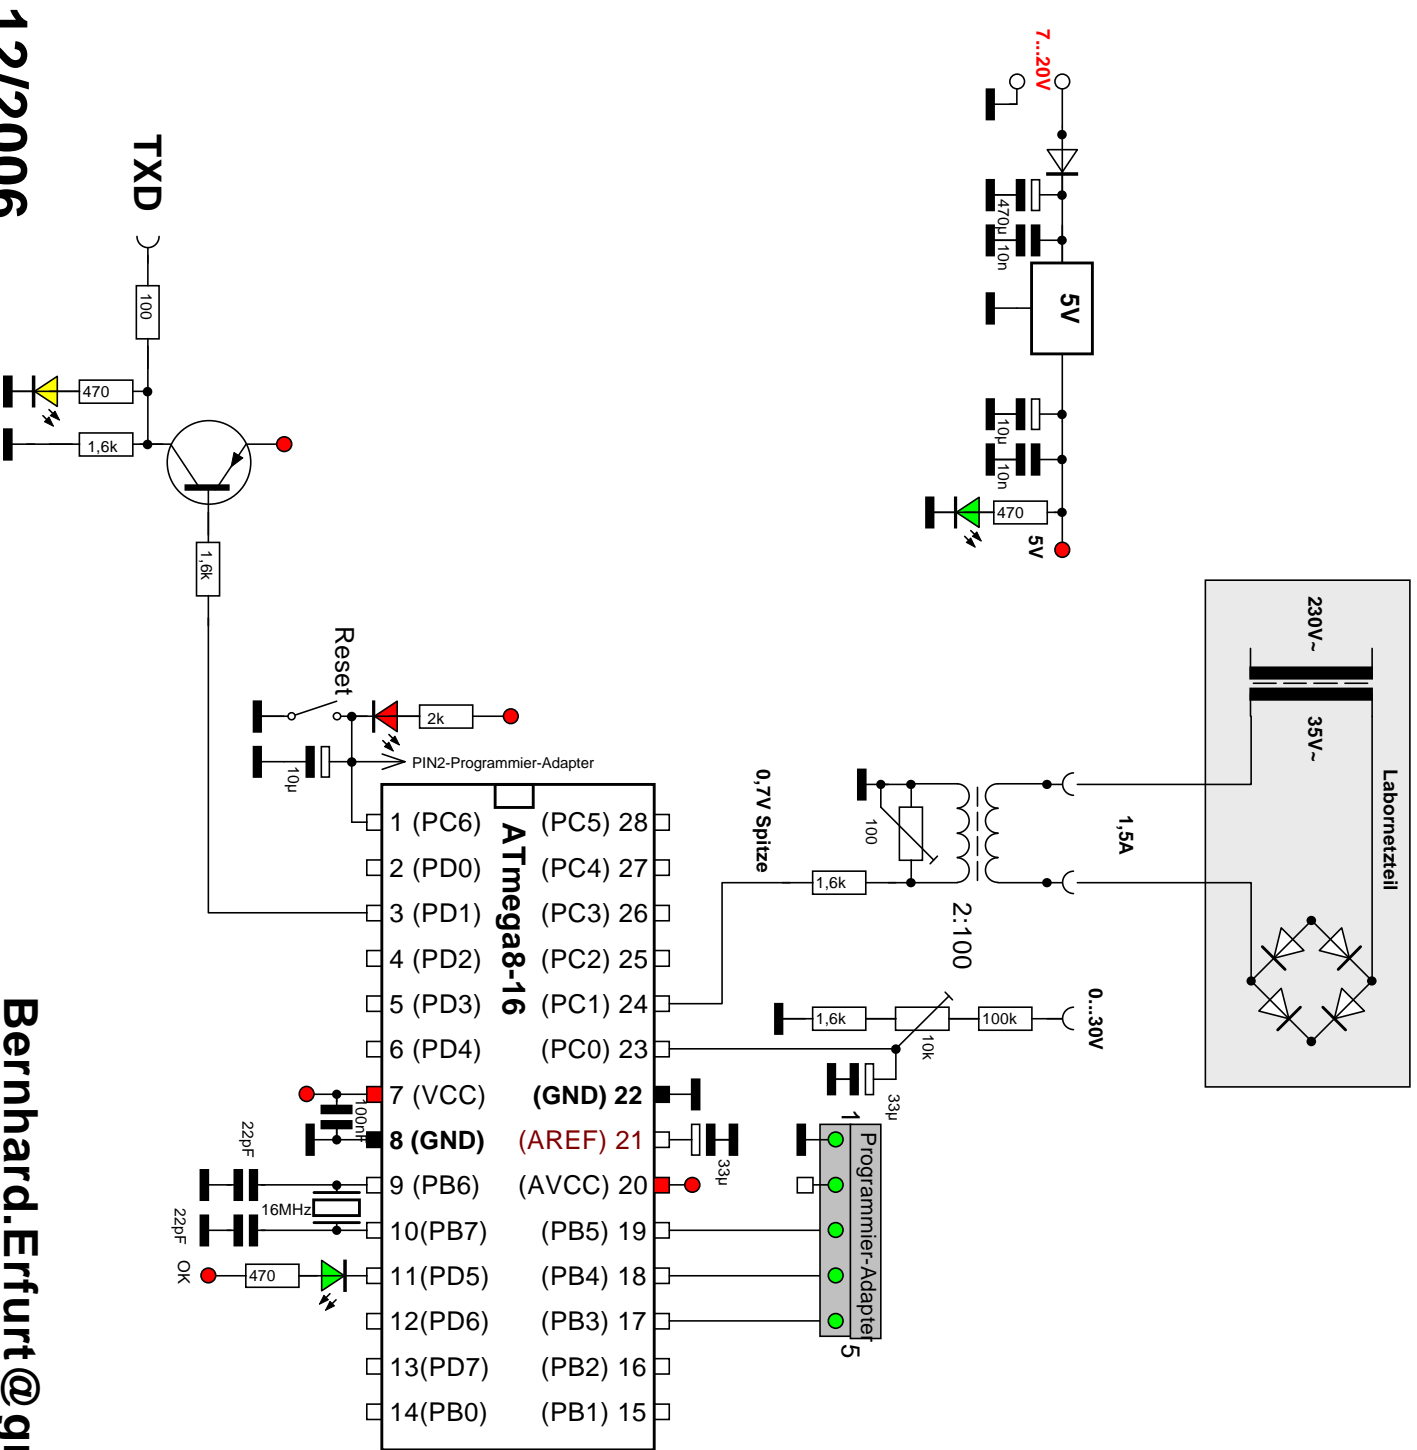 12/2006
TXD
100
470
1,6k
1,6k
7...20V
470µ
10n
5V
10µ
10n
470
5V
230V~
35V~
Labornetzteil
1,5A
Reset
2k
10µ
PIN2-Programmier-Adapter
0,7V Spitze
100
1,6k
2:100
0...30V
1,6k
10k
100k
33µ
ATmega8-16
1 (PC6)
2 (PD0)
3 (PD1)
4 (PD2)
5 (PD3)
6 (PD4)
7 (VCC)
8 (GND)
9 (PB6)
10(PB7)
11(PD5)
12(PD6)
13(PD7)
14(PB0)
(PC5) 28
(PC4) 27
(PC3) 26
(PC2) 25
(PC1) 24
(PC0) 23
(GND) 22
(AREF) 21
(AVCC) 20
(PB5) 19
(PB4) 18
(PB3) 17
(PB2) 16
(PB1) 15
100nF
22pF
22pF
16MHz
OK
470
33µ
1
Programmier-Adapter
5